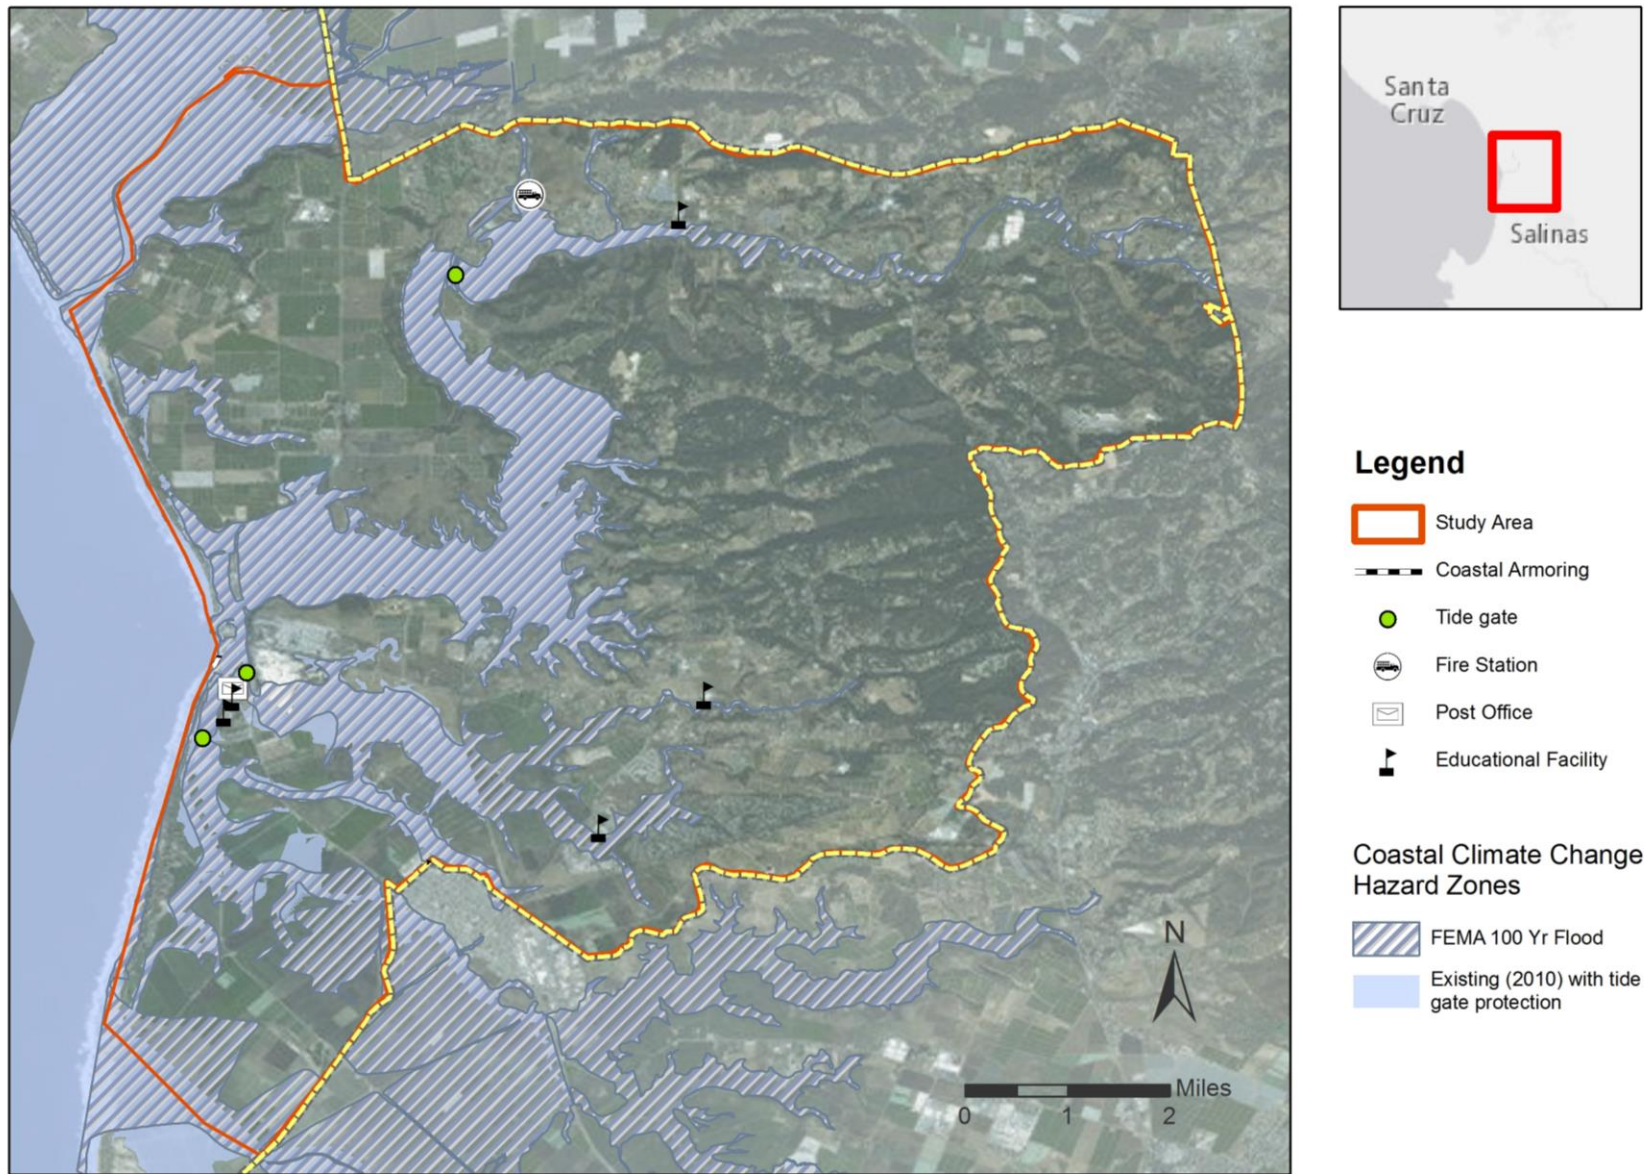 Santa
Cruz
Salinas
Legend
Study Area
Coastal Armoring
Tide gate
Fire Station
Post Office
Educational Facility
Coastal Climate Change
Hazard Zones
FEMA 100 Yr Flood
Existing (2010) with tide
gate protection
N
Miles
0 1 2